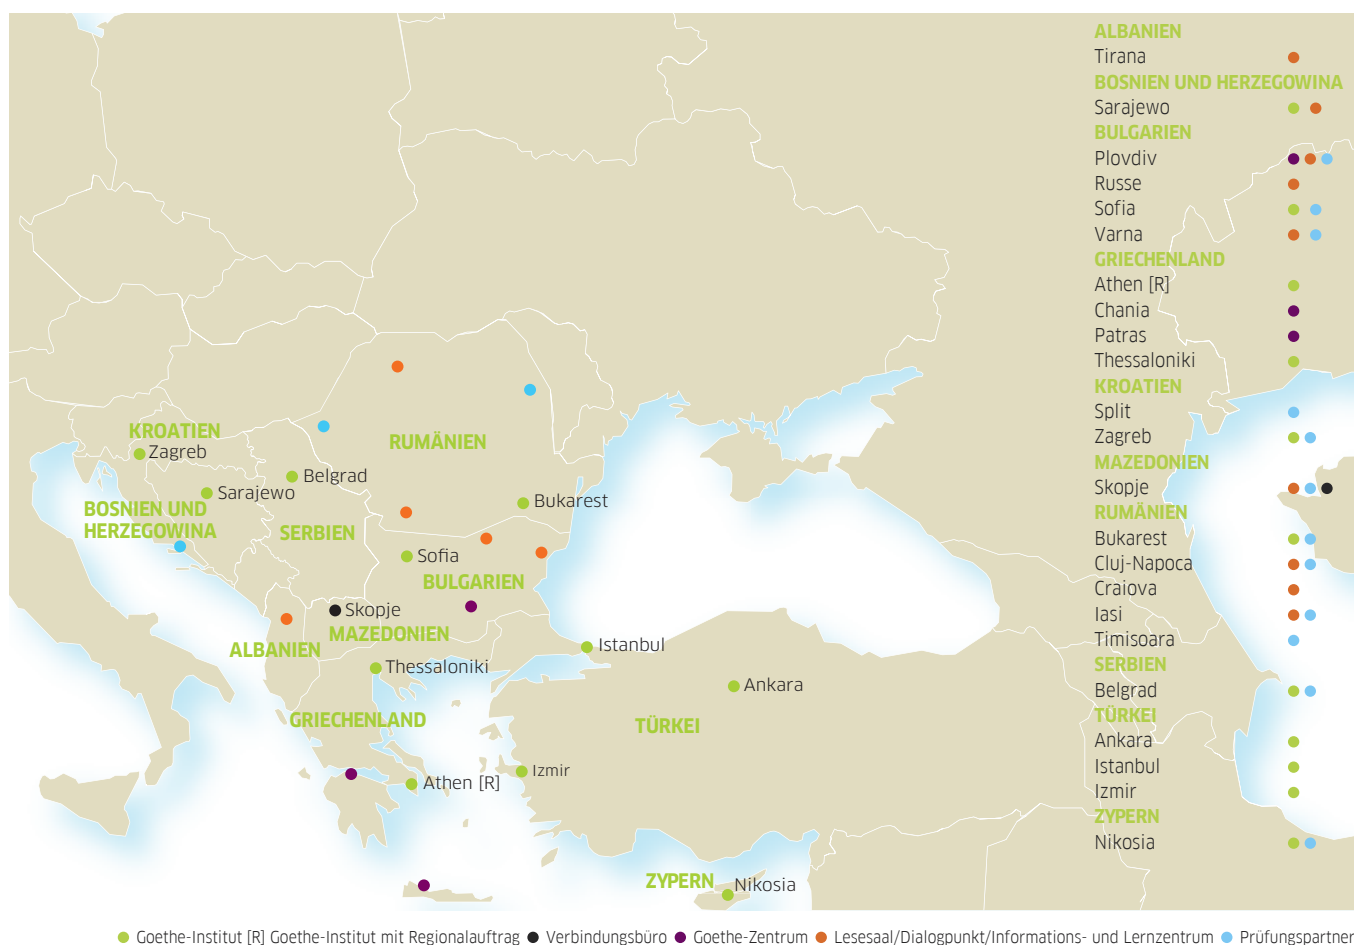 ALBANIEN
Tirana
BOSNIEN UND HERZEGOWINA
Sarajewo
BULGARIEN
Plovdiv
Russe
Sofia
Varna
GRIECHENLAND
Athen [R]
Chania
Patras
Thessaloniki
KROATIEN
Split
Zagreb
MAZEDONIEN
Skopje
RUMÄNIEN
Bukarest
Cluj-Napoca
Craiova
Iasi
Timisoara
SERBIEN
Belgrad
TÜRKEI
Ankara
Istanbul
Izmir
ZYPERN
Nikosia
KROATIEN
Zagreb
RUMÄNIEN
Belgrad
Sarajewo
Bukarest
BOSNIEN UND
HERZEGOWINA
SERBIEN
Sofia
BULGARIEN
Skopje
MAZEDONIEN
ALBANIEN
Istanbul
Thessaloniki
Ankara
GRIECHENLAND
TÜRKEI
Izmir
Athen [R]
ZYPERN
Nikosia
Goethe-Institut [R] Goethe-Institut mit Regionalauftrag Verbindungsbüro Goethe-Zentrum Lesesaal/Dialogpunkt/Informations- und Lernzentrum Prüfungspartner